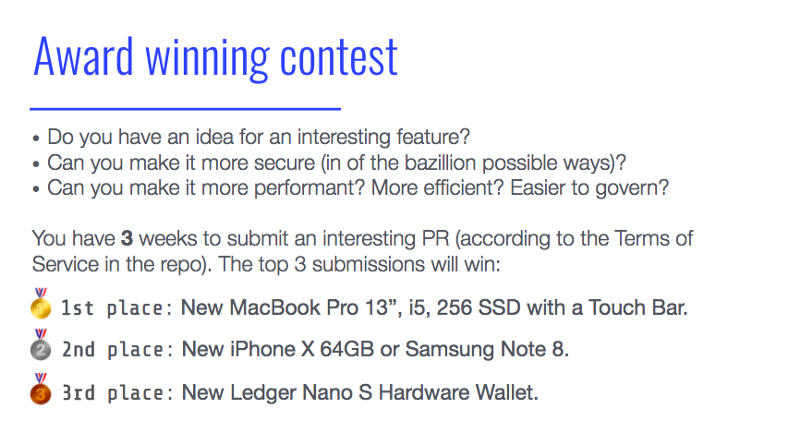 Award winning contest
• Do you have an idea for an interesting feature?
• Can you make it more secure (in of the bazillion possible ways)?
• Can you make it more performant? More efficient? Easier to govern?
You have 3 weeks to submit an interesting PR (according to the Terms of
Service in the repo). The top 3 submissions will win:
1st place: New MacBook Pro 13”, i5, 256 SSD with a Touch Bar.
2 2nd place: New iPhone X 64GB or Samsung Note 8.
3 3rd place: New Ledger Nano S Hardware Wallet.